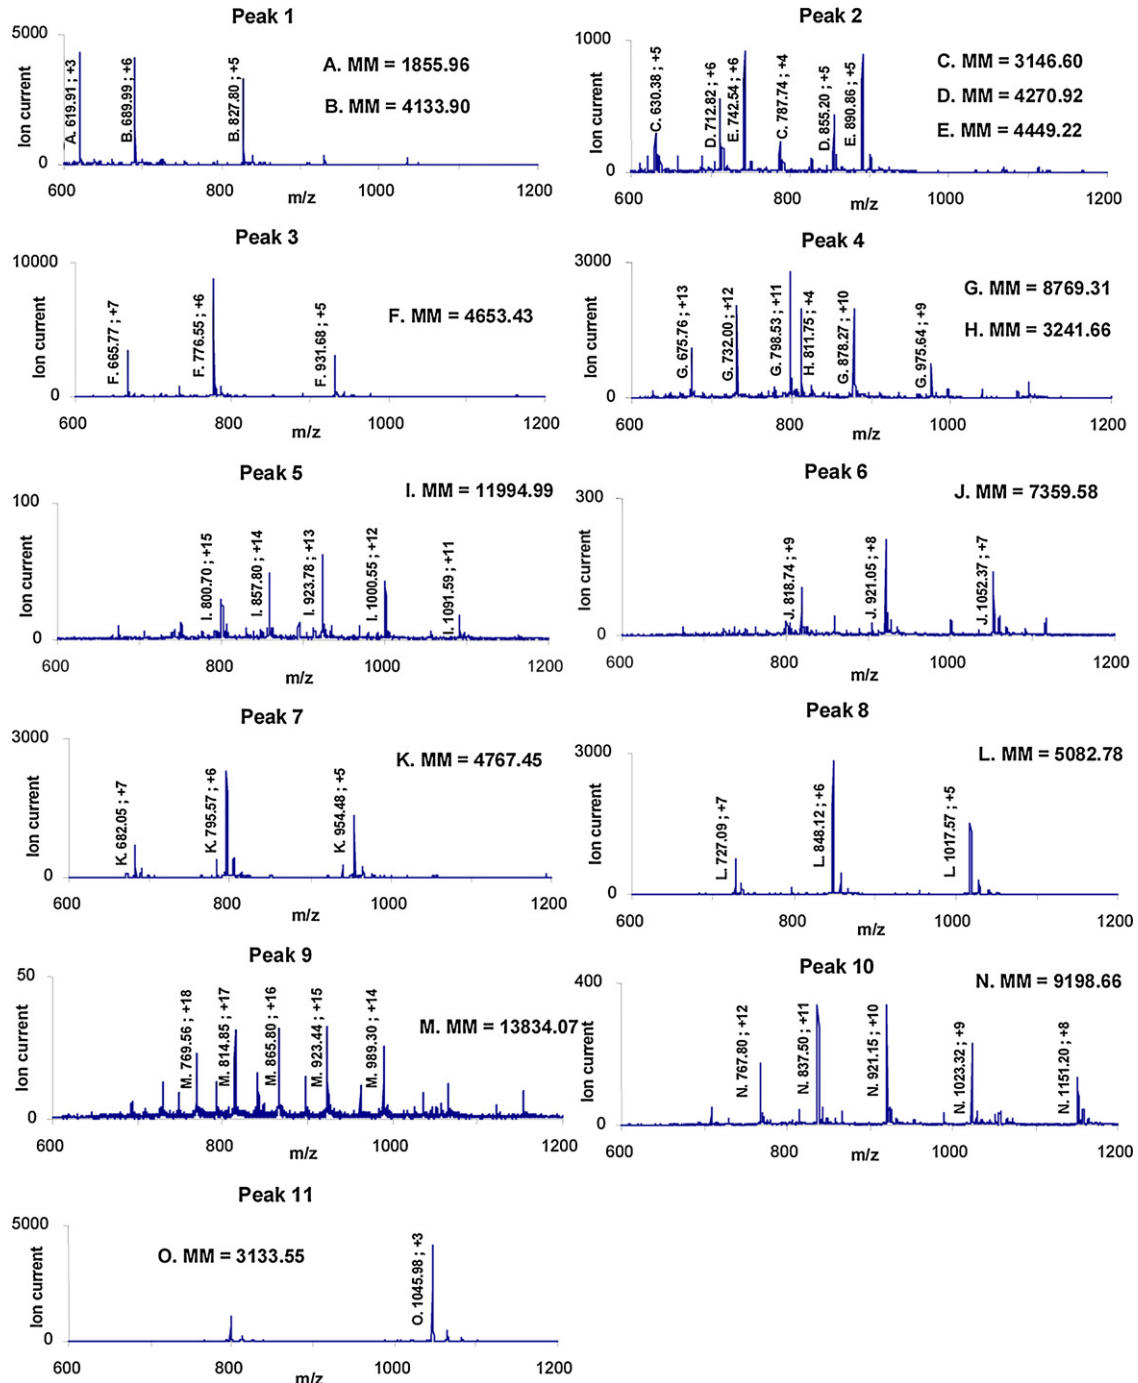 Peak 1
5000
0
Ion current
A. 619.91 ; +3
B. 689.99 ; +6
B. 827.80 ; +5
A. MM = 1855.96
B. MM = 4133.90
600
800
1000
1200
m/z
Peak 2
1000
0
Ion current
C. 630.38 ; +5
D. 712.82 ; +6
E. 742.54 ; +6
C. 787.74 ; +4
D. 855.20 ; +5
E. 890.86 ; +5
C. MM = 3146.60
D. MM = 4270.92
E. MM = 4449.22
600
800
1000
1200
m/z
Peak 3
10000
0
Ion current
F. 665.77 ; +7
F. 776.55 ; +6
F. 931.68 ; +5
F. MM = 4653.43
600
800
1000
1200
m/z
Peak 4
3000
0
Ion current
G. 675.76 ; +13
G. 732.00 ; +12
G. 798.53 ; +11
H. 811.75 ; +4
G. 878.27 ; +10
G. 975.64 ; +9
G. MM = 8769.31
H. MM = 3241.66
600
800
1000
1200
m/z
Peak 5
100
0
Ion current
I. 800.70 ; +15
I. 857.80 ; +14
I. 923.78 ; +13
I. 1000.55 ; +12
I. 1091.59 ; +11
I. MM = 11994.99
600
800
1000
1200
m/z
Peak 6
300
0
Ion current
J. 818.74 ; +9
J. 921.05 ; +8
J. 1052.37 ; +7
J. MM = 7359.58
600
800
1000
1200
m/z
Peak 7
3000
0
Ion current
K. 682.05 ; +7
K. 795.57 ; +6
K. 954.48 ; +5
K. MM = 4767.45
600
800
1000
1200
m/z
Peak 8
3000
0
Ion current
L. 727.09 ; +7
L. 848.12 ; +6
L. 1017.57 ; +5
L. MM = 5082.78
600
800
1000
1200
m/z
Peak 9
50
0
Ion current
M. 769.56 ; +18
M. 814.85 ; +17
M. 865.80 ; +16
M. 923.44 ; +15
M. 989.30 ; +14
M. MM = 13834.07
600
800
1000
1200
m/z
Peak 10
400
0
Ion current
N. 767.80 ; +12
N. 837.50 ; +11
N. 921.15 ; +10
N. 1023.32 ; +9
N. 1151.20 ; +8
N. MM = 9198.66
600
800
1000
1200
m/z
Peak 11
5000
0
Ion current
O. MM = 3133.55
O. 1045.98 ; +3
600
800
1000
1200
m/z